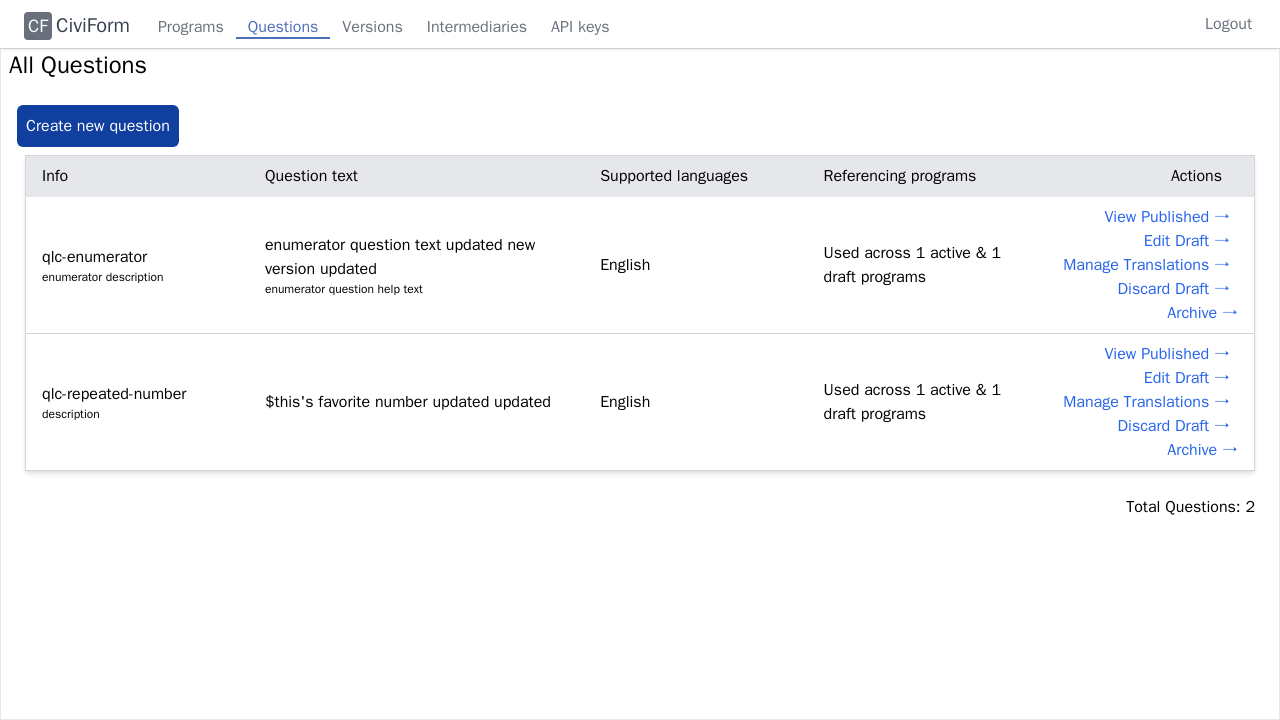 CF CiviForm Programs Questions Versions Intermediaries API keys Logout
All Questions
Create new question
Info Question text Supported languages Referencing programs Actions
qlc-enumerator
enumerator description
enumerator question text updated new
version updated
enumerator question help text
English
Used across 1 active & 1
draft programs
View Published →
Edit Draft →
Manage Translations →
Discard Draft →
Archive →
qlc-repeated-number
description
$this's favorite number updated updated
English
Used across 1 active & 1
draft programs
View Published →
Edit Draft →
Manage Translations →
Discard Draft →
Archive →
Total Questions: 2